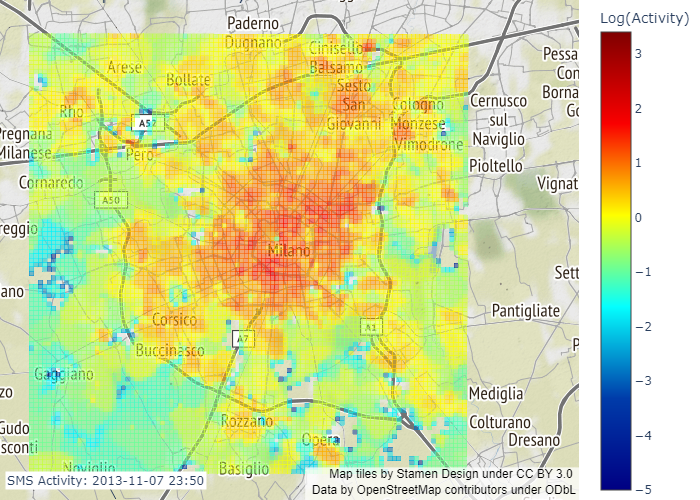 Log(Activity)
Paderno
Dugnano
Cinisello
Balsamo
Pessa
Con
Borna
Go
Arese
Bollate
Sesto
San
Giovanni
Rho
Cologno
Monzese
Cernusco
sul
Naviglio
A52
Pregnana
Milanese
Pero
Vimodrone
Pioltello
Cornaredo
Vignat
A50
reggio
Milano
Sett
ano
Pantigliate
Corsico
A7
A1
Buccinasco
P
Gaggiano
zo
Mediglia
Rozzano
Colturano
Gudo
sconti
Opera
Dresano
Noviglio
Basiglio
SMS Activity: 2013-11-07 23:50
Map tiles by Stamen Design under CC BY 3.0
Data by OpenStreetMap contributors under ODbL
3
2
1
0
−1
−2
−3
−4
−5